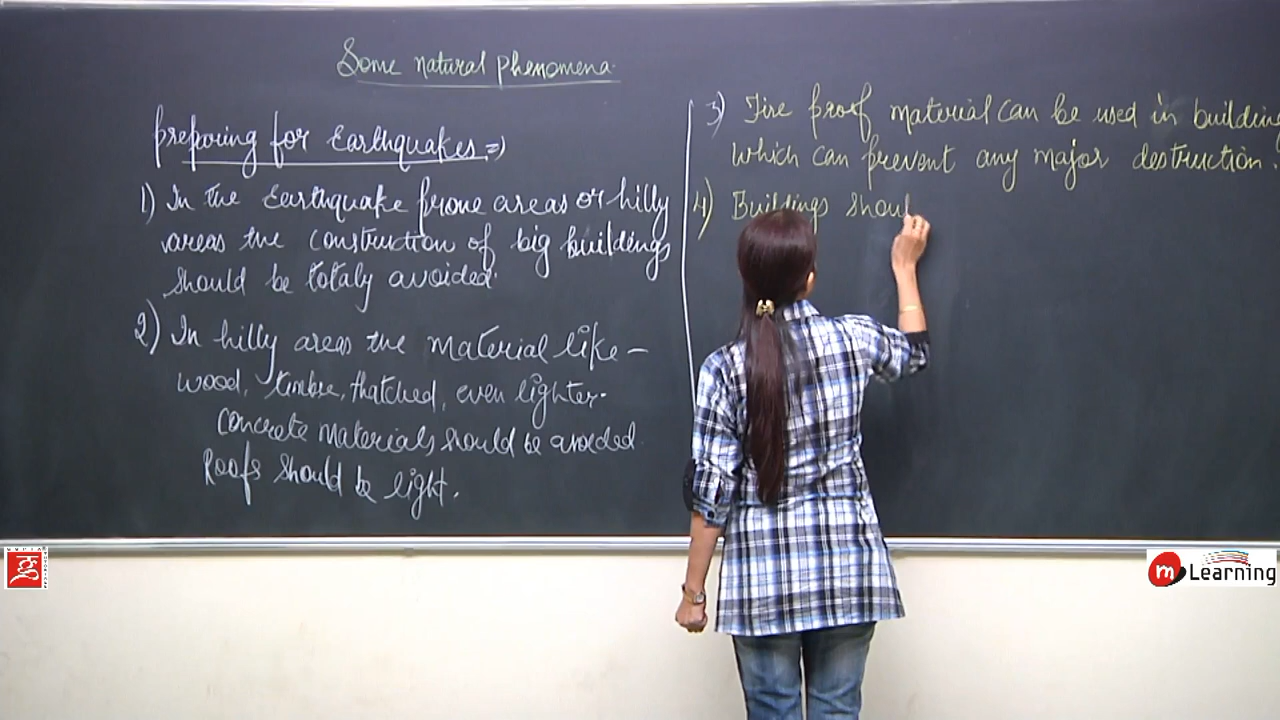 Some natural phenomena.
preparing for Earthquakes =)
1) In the Earthquake prone areas or hilly
areas the construction of big buildings
should be totaly avoided.
2) In hilly areas the material like –
wood, timbre, thatched, even lighter.
Concrete materials should be avoided.
Roofs should be light.
3) Fire proof material can be used in building
which can prevent any major destruction.
4) Buildings shoul
m Learning